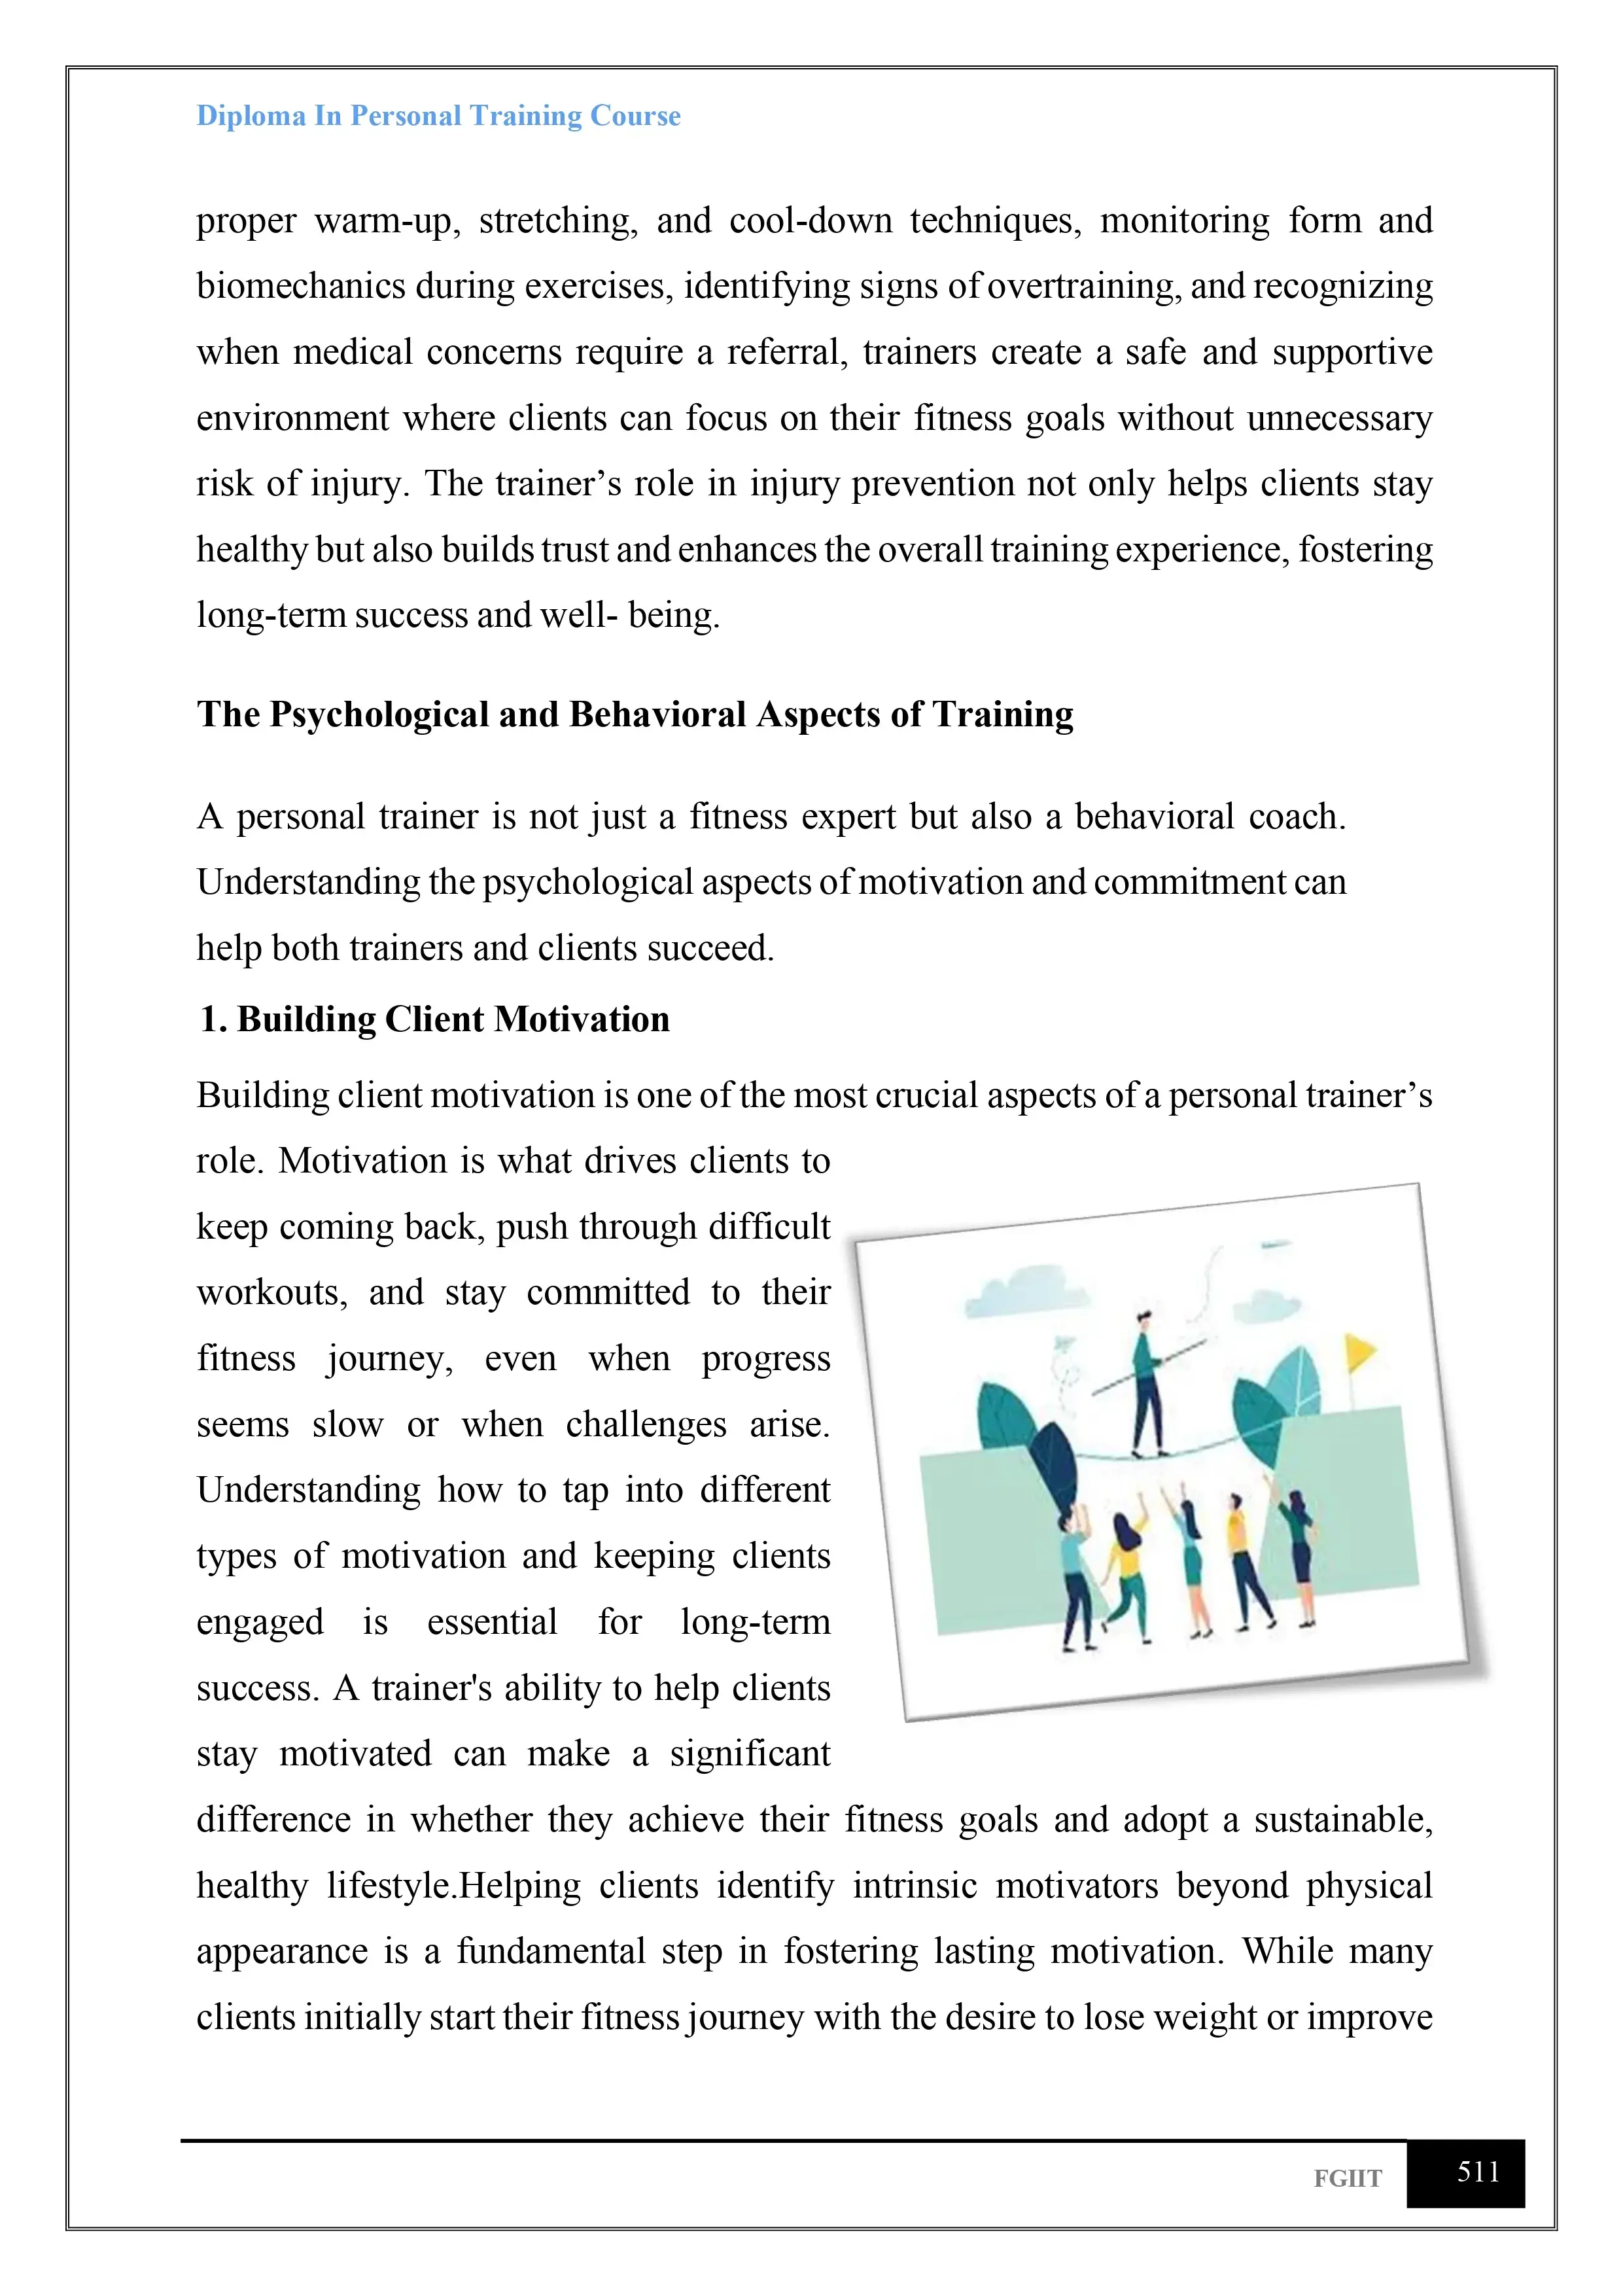 Diploma In Personal Training Course
proper warm-up, stretching, and cool-down techniques, monitoring form and
biomechanics during exercises, identifying signs of overtraining, and recognizing
when medical concerns require a referral, trainers create a safe and supportive
environment where clients can focus on their fitness goals without unnecessary
risk of injury. The trainer’s role in injury prevention not only helps clients stay
healthy but also builds trust and enhances the overall training experience, fostering
long-term success and well- being.
The Psychological and Behavioral Aspects of Training
A personal trainer is not just a fitness expert but also a behavioral coach.
Understanding the psychological aspects of motivation and commitment can
help both trainers and clients succeed.
1. Building Client Motivation
Building client motivation is one of the most crucial aspects of a personal trainer’s
role. Motivation is what drives clients to
keep coming back, push through difficult
workouts, and stay committed to their
fitness journey, even when progress
seems slow or when challenges arise.
Understanding how to tap into different
types of motivation and keeping clients
engaged is essential for long-term
success. A trainer's ability to help clients
stay motivated can make a significant
difference in whether they achieve their fitness goals and adopt a sustainable,
healthy lifestyle.Helping clients identify intrinsic motivators beyond physical
appearance is a fundamental step in fostering lasting motivation. While many
clients initially start their fitness journey with the desire to lose weight or improve
FGIIT
511